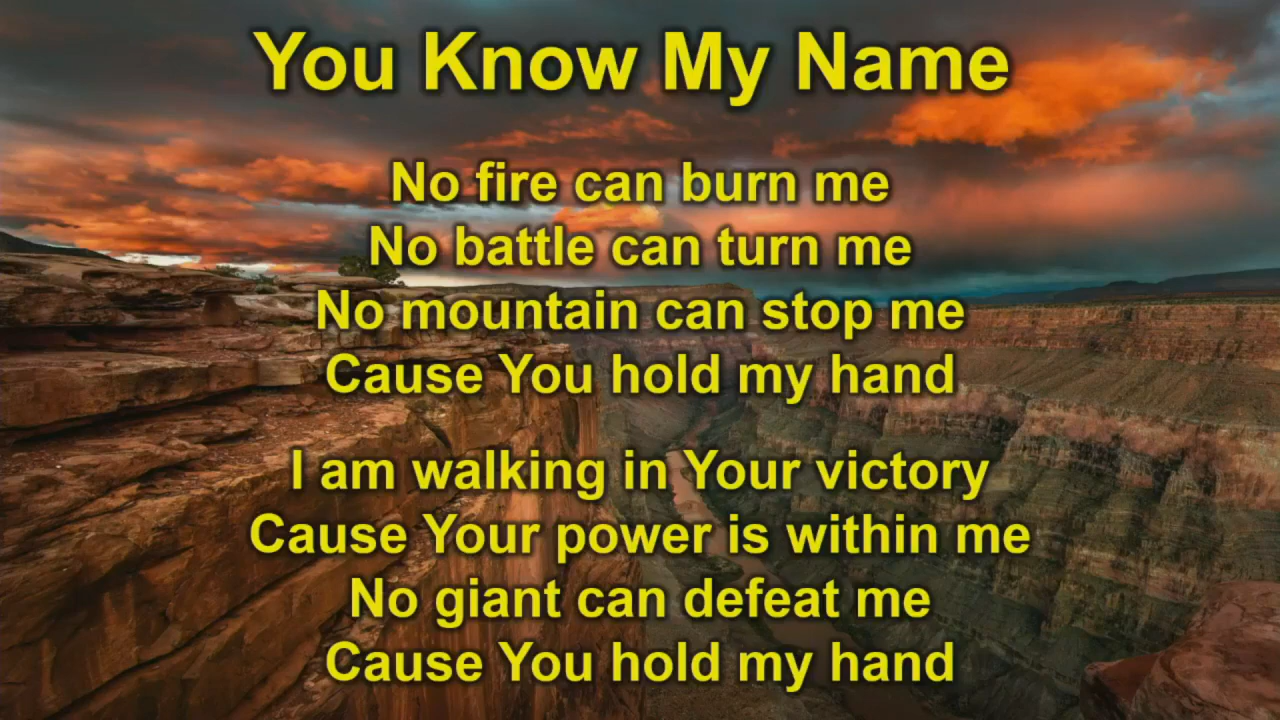 You Know My Name
No fire can burn me
No battle can turn me
No mountain can stop me
Cause You hold my hand
I am walking in Your victory
Cause Your power is within me
No giant can defeat me
Cause You hold my hand